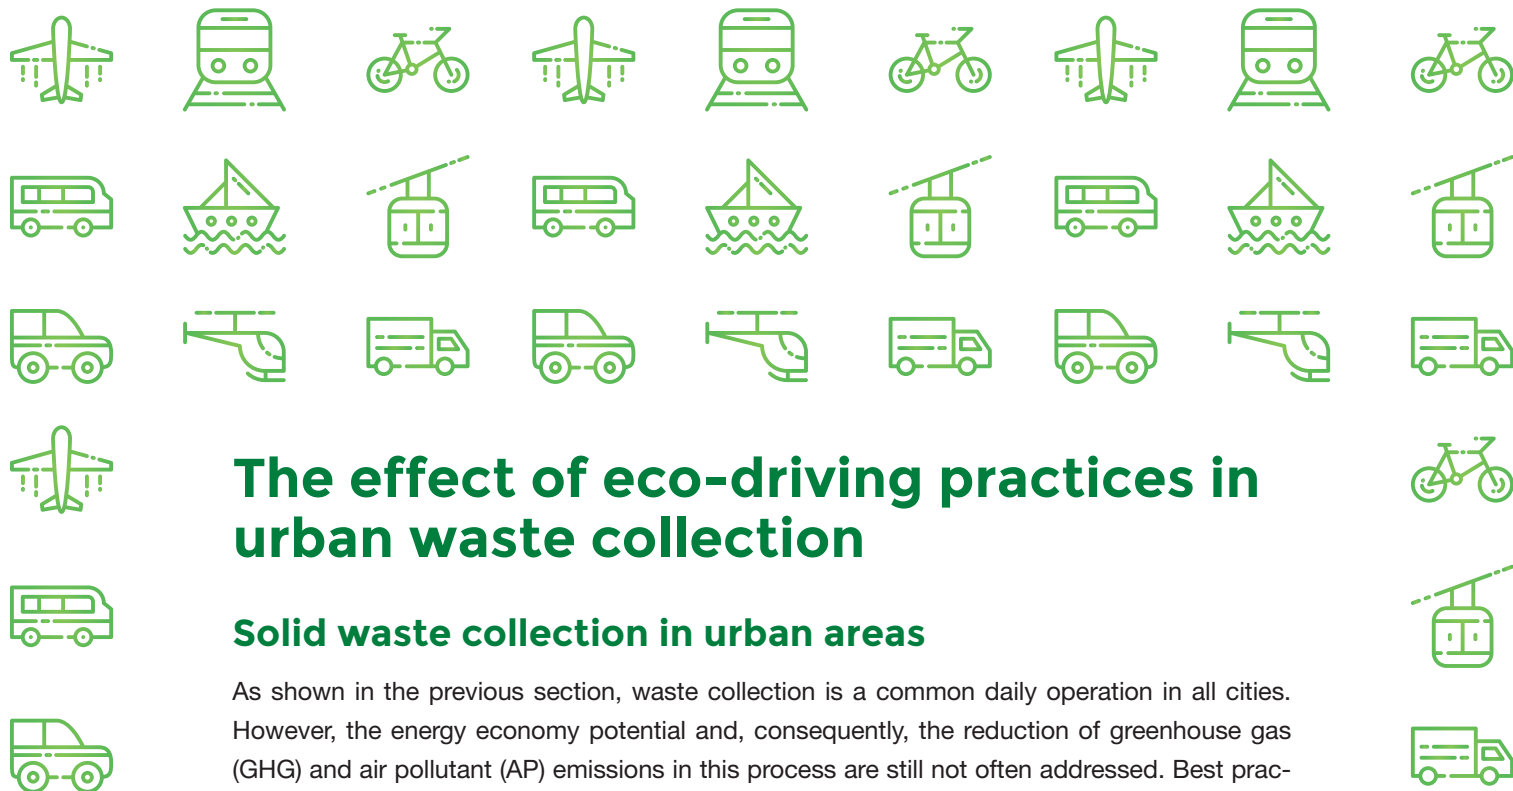 The effect of eco-driving practices in
urban waste collection
Solid waste collection in urban areas
As shown in the previous section, waste collection is a common daily operation in all cities.
However, the energy economy potential and, consequently, the reduction of greenhouse gas
(GHG) and air pollutant (AP) emissions in this process are still not often addressed. Best prac-